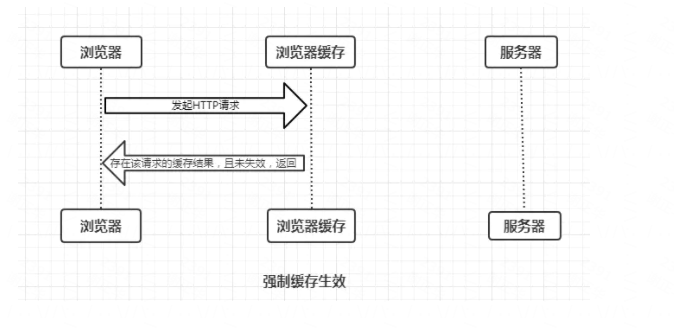 浏览器
浏览器缓存
服务器
发起HTTP请求
存在该请求的缓存结果，且未失效，返回
浏览器
浏览器缓存
服务器
强制缓存生效